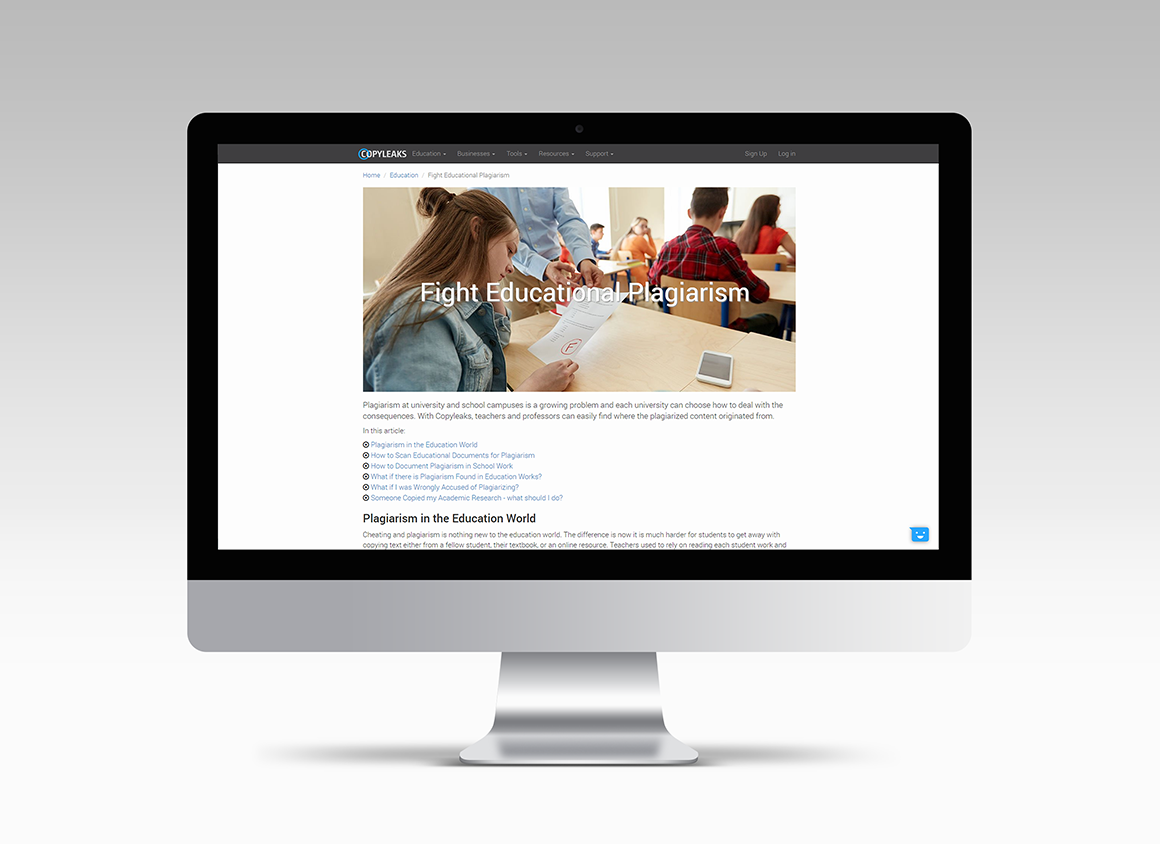 COPYLEAKS Education Businesses Tools Resources Support Sign Up Log in
Home / Education / Fight Educational Plagiarism
Fight Educational Plagiarism
F
Plagiarism at university and school campuses is a growing problem and each university can choose how to deal with the
consequences. With Copyleaks, teachers and professors can easily find where the plagiarized content originated from.
In this article:
Plagiarism in the Education World
How to Scan Educational Documents for Plagiarism
How to Document Plagiarism in School Work
What if there is Plagiarism Found in Education Works?
What if I was Wrongly Accused of Plagiarizing?
Someone Copied my Academic Research - what should I do?
Plagiarism in the Education World
Cheating and plagiarism is nothing new to the education world. The difference is now it is much harder for students to get away with
copying text either from a fellow student, their textbook, or an online resource. Teachers used to rely on reading each student work and